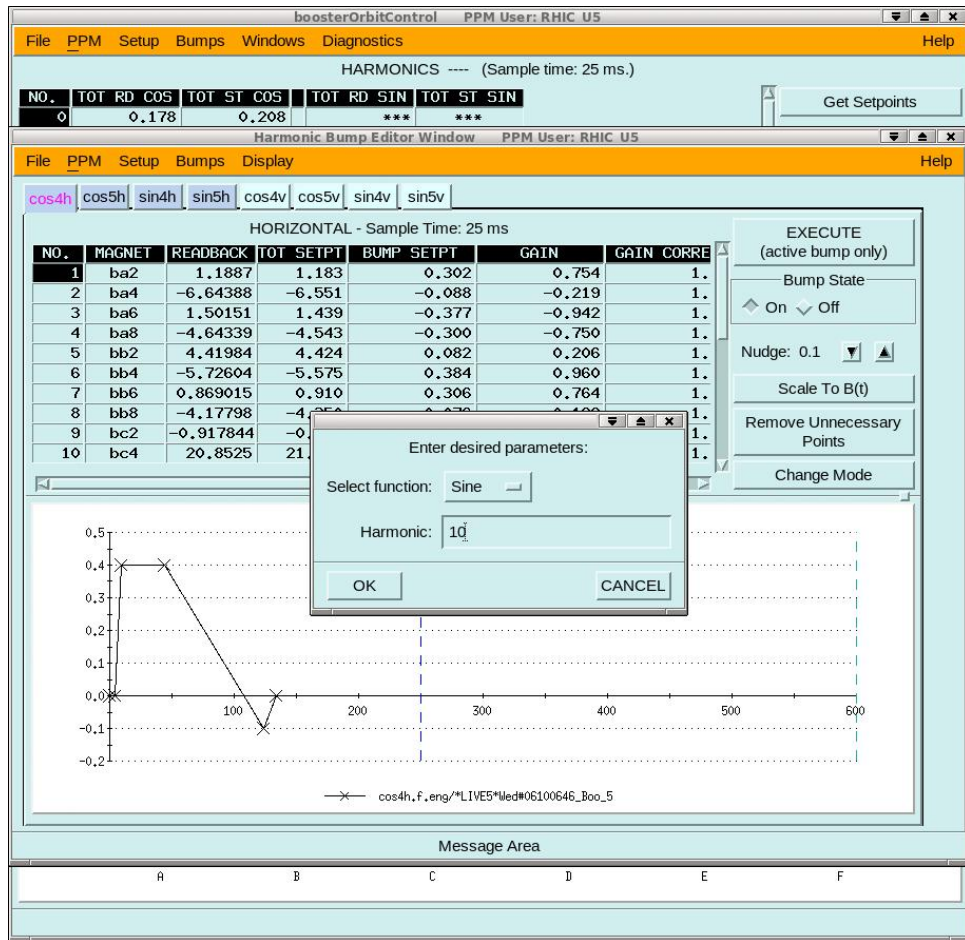 boosterOrbitControl PPM User: RHIC U5
File PPM Setup Bumps Windows Diagnostics Help
HARMONICS ---- (Sample time: 25 ms.)
NO. TOT RD COS TOT ST COS TOT RD SIN TOT ST SIN
0 0.178 0.208 *** ***
Get Setpoints
Harmonic Bump Editor Window PPM User: RHIC U5
File PPM Setup Bumps Display Help
cos4h cos5h sin4h sin5h cos4v cos5v sin4v sin5v
HORIZONTAL - Sample Time: 25 ms
NO. MAGNET READBACK TOT SETPT BUMP SETPT GAIN GAIN CORRE
1 ba2 1.1887 1.183 0.302 0.754 1.
2 ba4 -6.64388 -6.551 -0.088 -0.219 1.
3 ba6 1.50151 1.439 -0.377 -0.942 1.
4 ba8 -4.64339 -4.543 -0.300 -0.750 1.
5 bb2 4.41984 4.424 0.082 0.206 1.
6 bb4 -5.72604 -5.575 0.384 0.960 1.
7 bb6 0.869015 0.910 0.306 0.764 1.
8 bb8 -4.17798 1.
9 bc2 -0.917844 1.
10 bc4 20.8525 21. 1.
EXECUTE
(active bump only)
Bump State
On Off
Nudge: 0.1
Scale To B(t)
Remove Unnecessary
Points
Change Mode
Enter desired parameters:
Select function: Sine
Harmonic: 10
OK CANCEL
0.5
0.4
0.3
0.2
0.1
0.0
-0.1
-0.2
100 200 300 400 500 600
cos4h.f.eng/*LIVE5*Wed#06100646_Boo_5
Message Area
A B C D E F